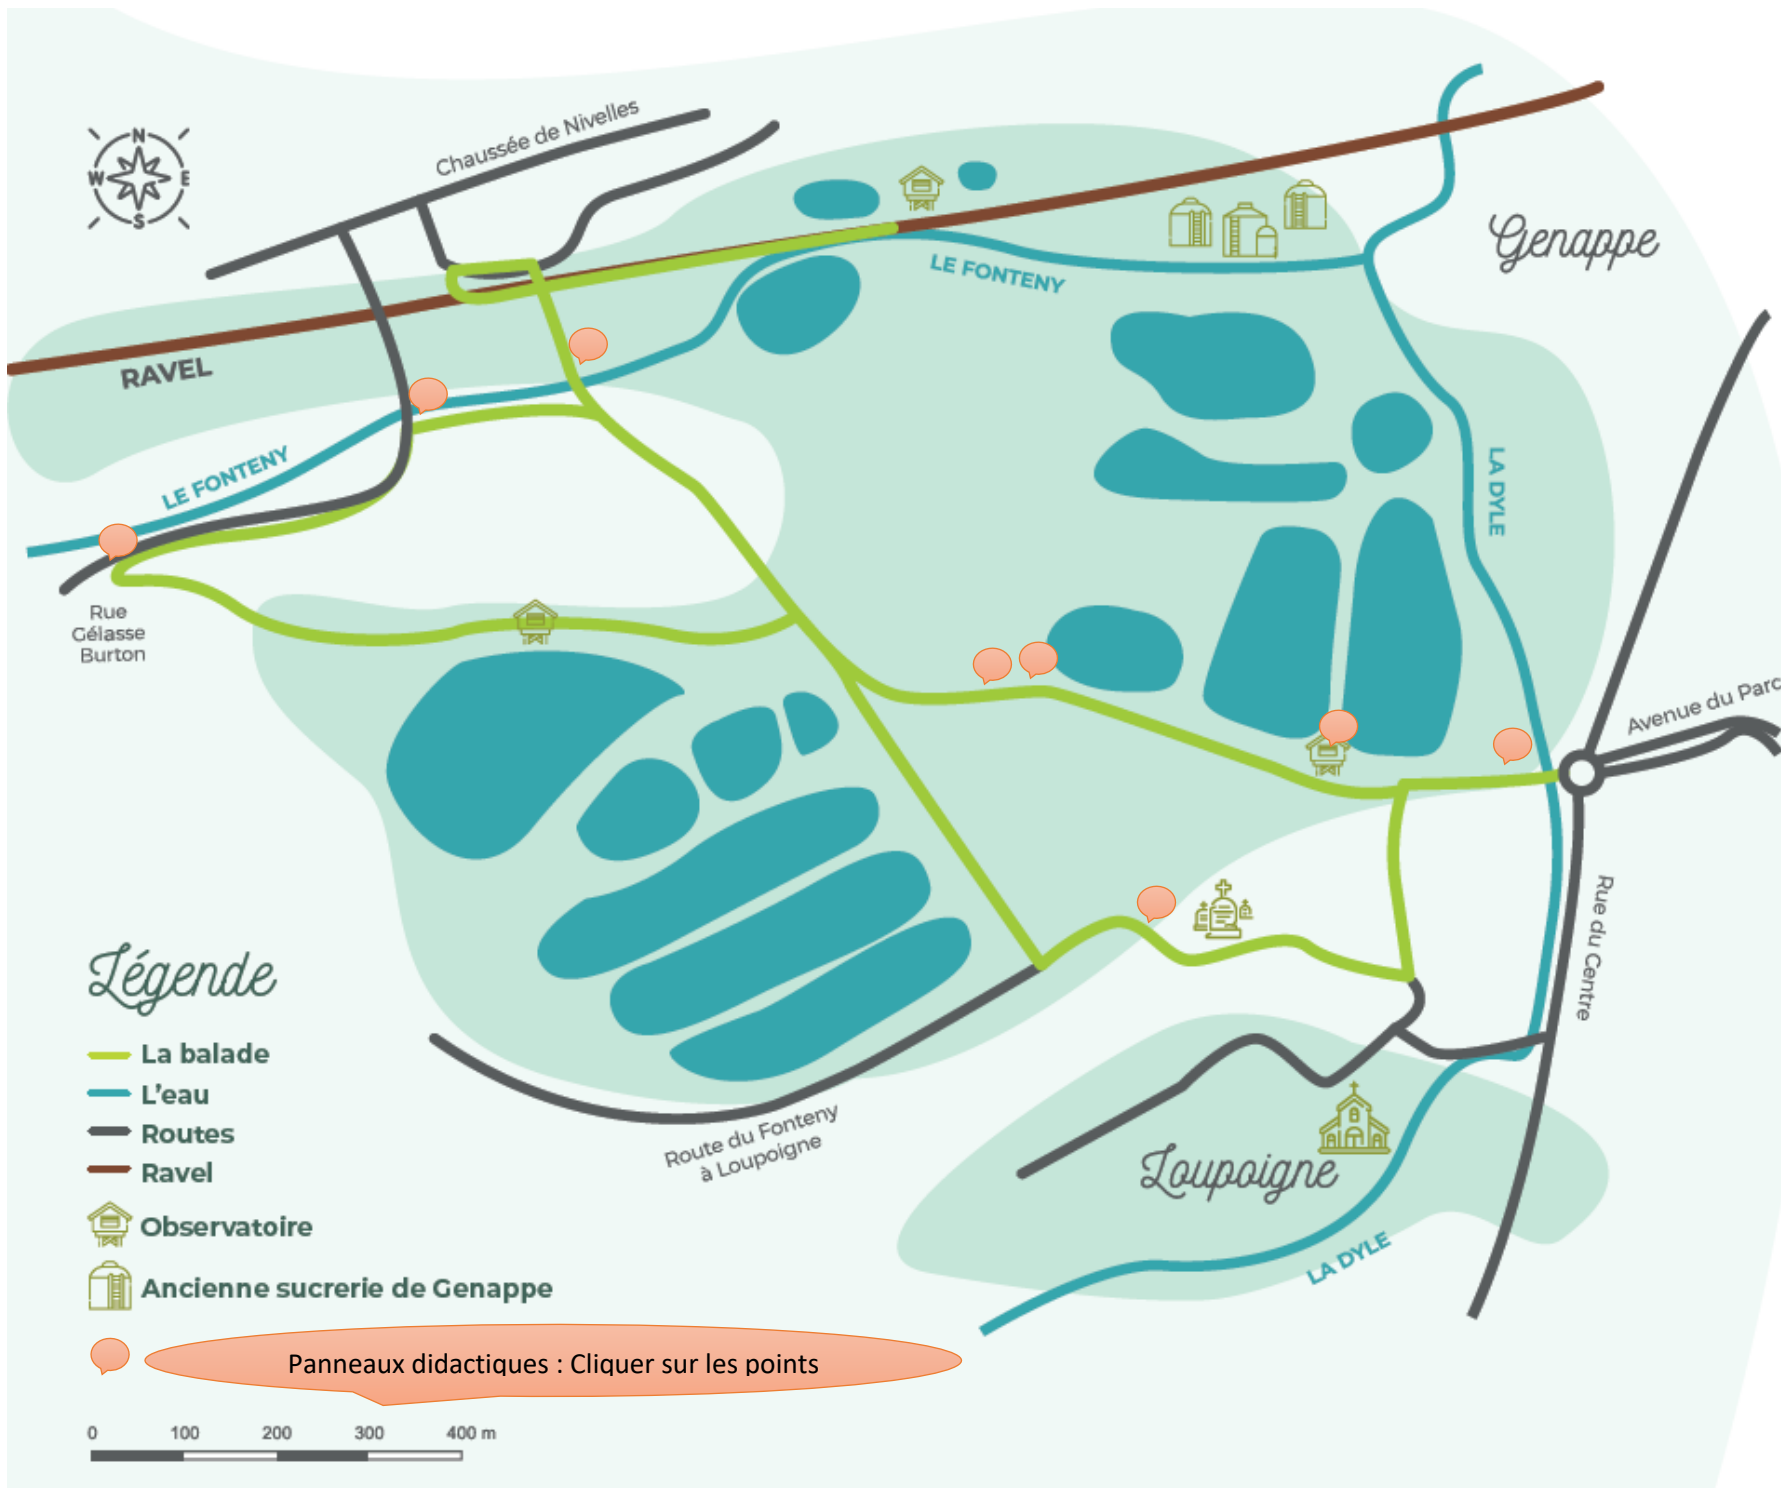 N
W
E
S
Chaussée de Nivelles
Genappe
LE FONTENY
RAVEL
LE FONTENY
LA DYLE
Rue
Gélasse
Burton
Avenue du Parc
Rue du Centre
Légende
La balade
L'eau
Routes
Ravel
Observatoire
Ancienne sucrerie de Genappe
Panneaux didactiques : Cliquer sur les points
Route du Fonteny
à Loupoigne
Loupoigne
LA DYLE
0 100 200 300 400 m